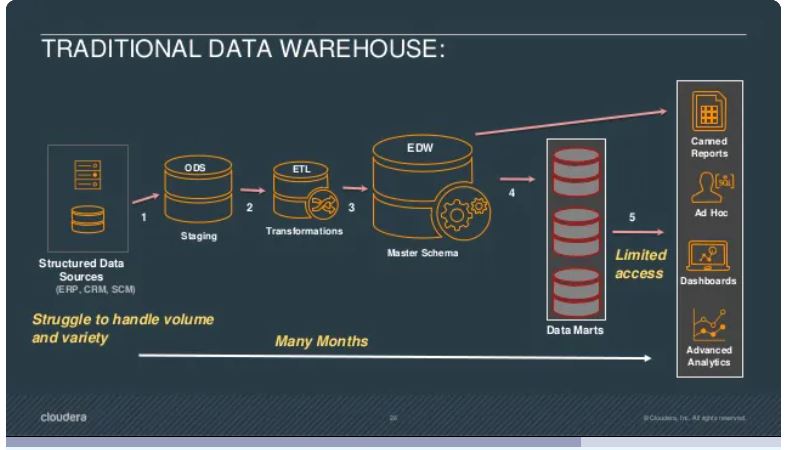 TRADITIONAL DATA WAREHOUSE:
Structured Data
Sources
(ERP, CRM, SCM)
1
ODS
Staging
2
ETL
Transformations
3
EDW
Master Schema
4
Data Marts
5
Limited
access
Canned
Reports
SQL
Ad Hoc
Dashboards
Advanced
Analytics
Struggle to handle volume
and variety
Many Months
cloudera
26
© Cloudera, Inc. All rights reserved.